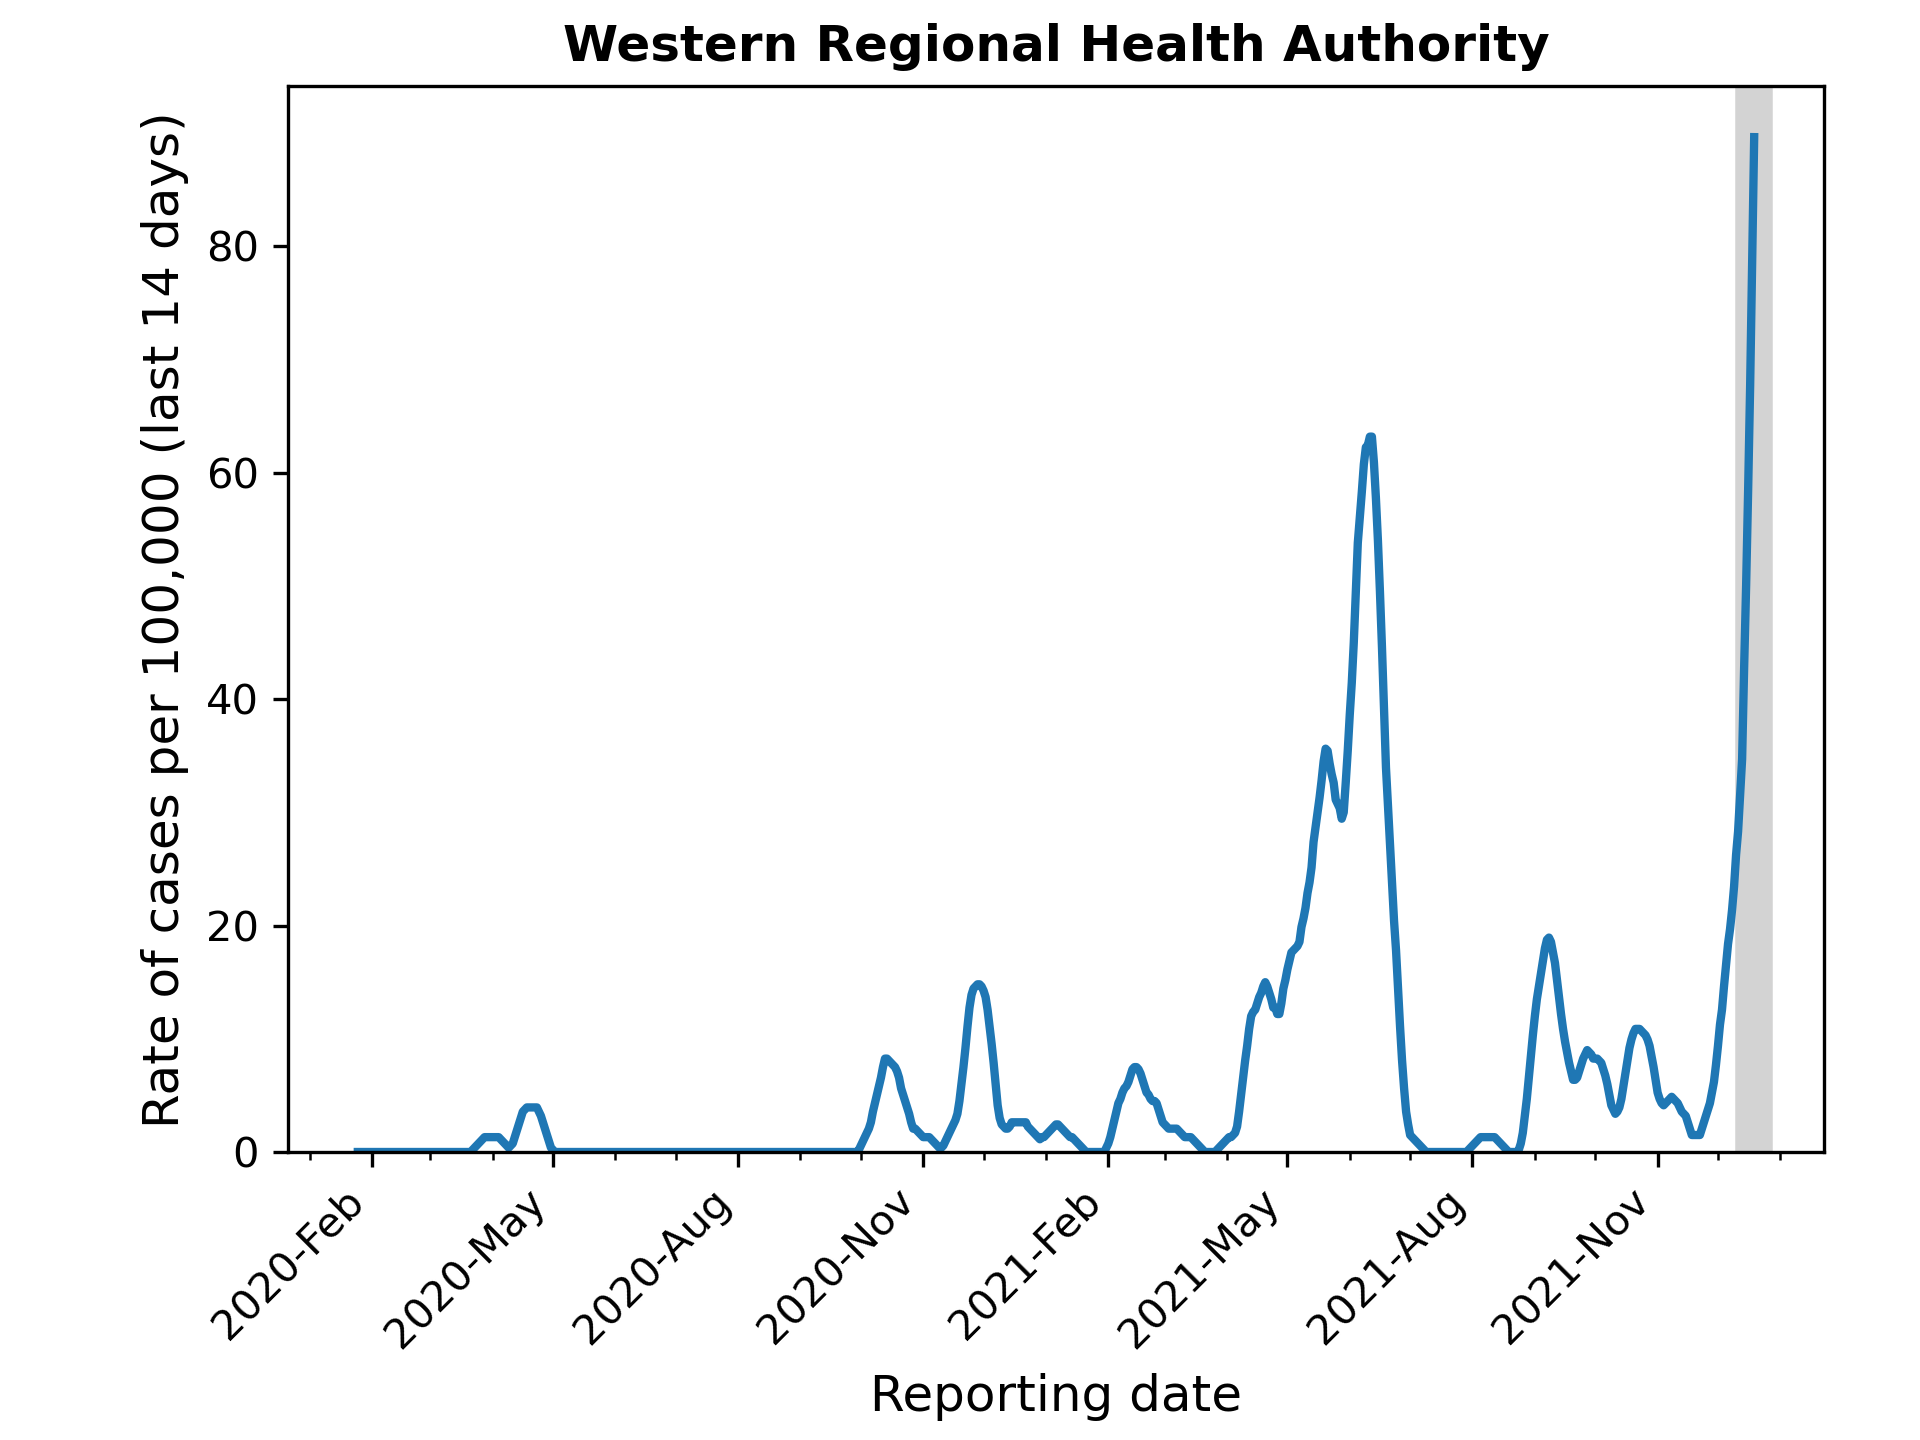 Western Regional Health Authority
Rate of cases per 100,000 (last 14 days)
80
60
40
20
0
2020-Feb
2020-May
2020-Aug
2020-Nov
2021-Feb
2021-May
2021-Aug
2021-Nov
Reporting date